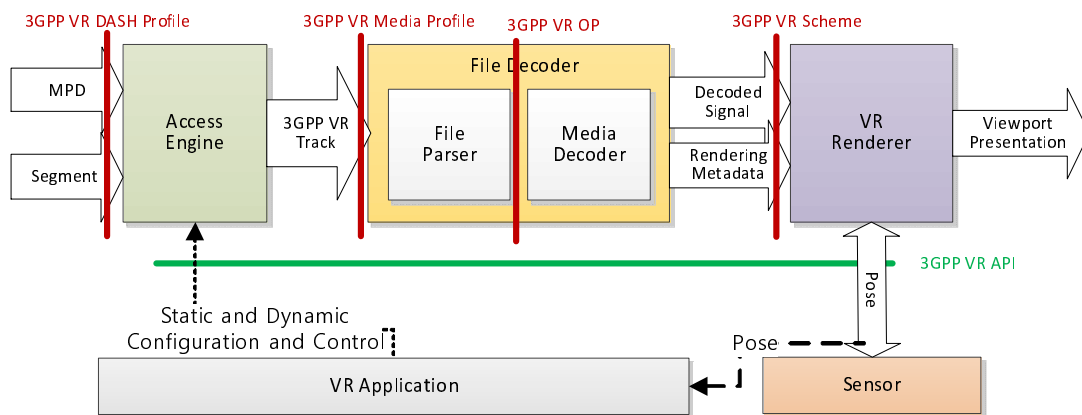 3GPP VR DASH Profile
3GPP VR Media Profile
3GPP VR OP
3GPP VR Scheme
MPD
Segment
Access
Engine
3GPP VR
Track
File Decoder
File
Parser
Media
Decoder
Decoded
Signal
Rendering
Metadata
VR
Renderer
Viewport
Presentation
3GPP VR API
Pose
Static and Dynamic
Configuration and Control
Pose
VR Application
Sensor